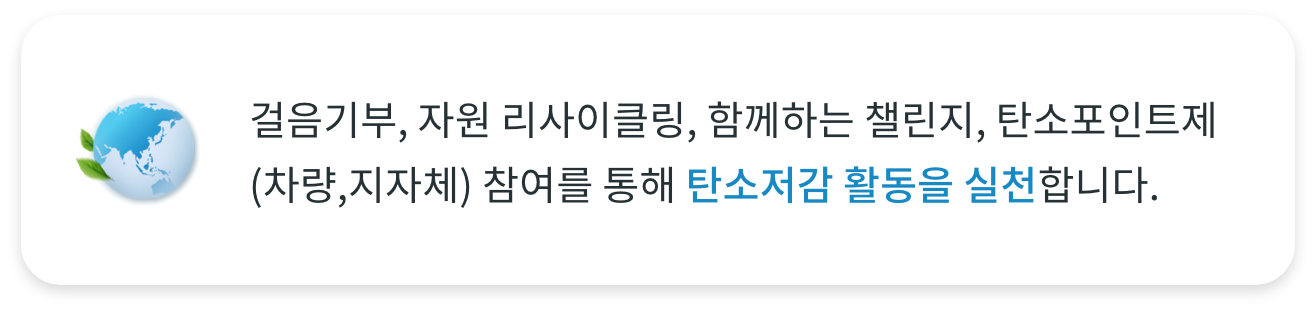 걸음기부, 자원 리사이클링, 함께하는 챌린지, 탄소포인트제
(차량,지자체) 참여를 통해 탄소저감 활동을 실천합니다.